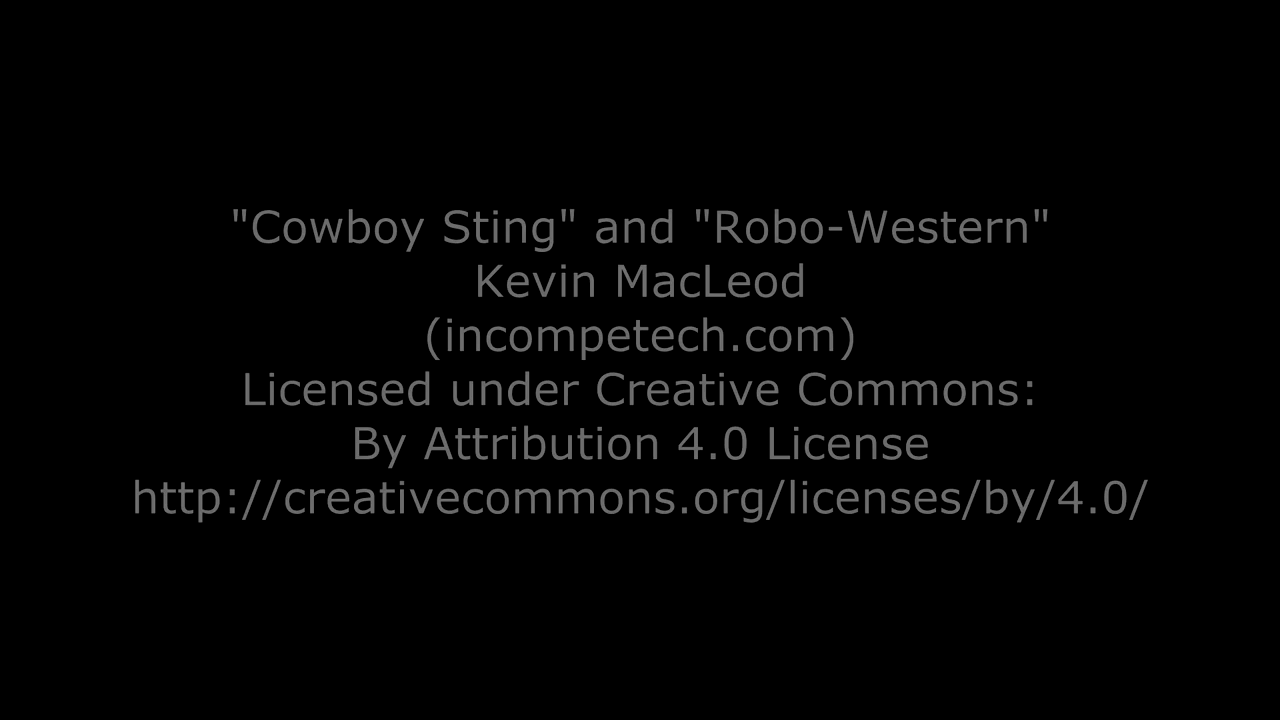 "Cowboy Sting" and "Robo-Western"
Kevin MacLeod
(incompetech.com)
Licensed under Creative Commons:
By Attribution 4.0 License
http://creativecommons.org/licenses/by/4.0/